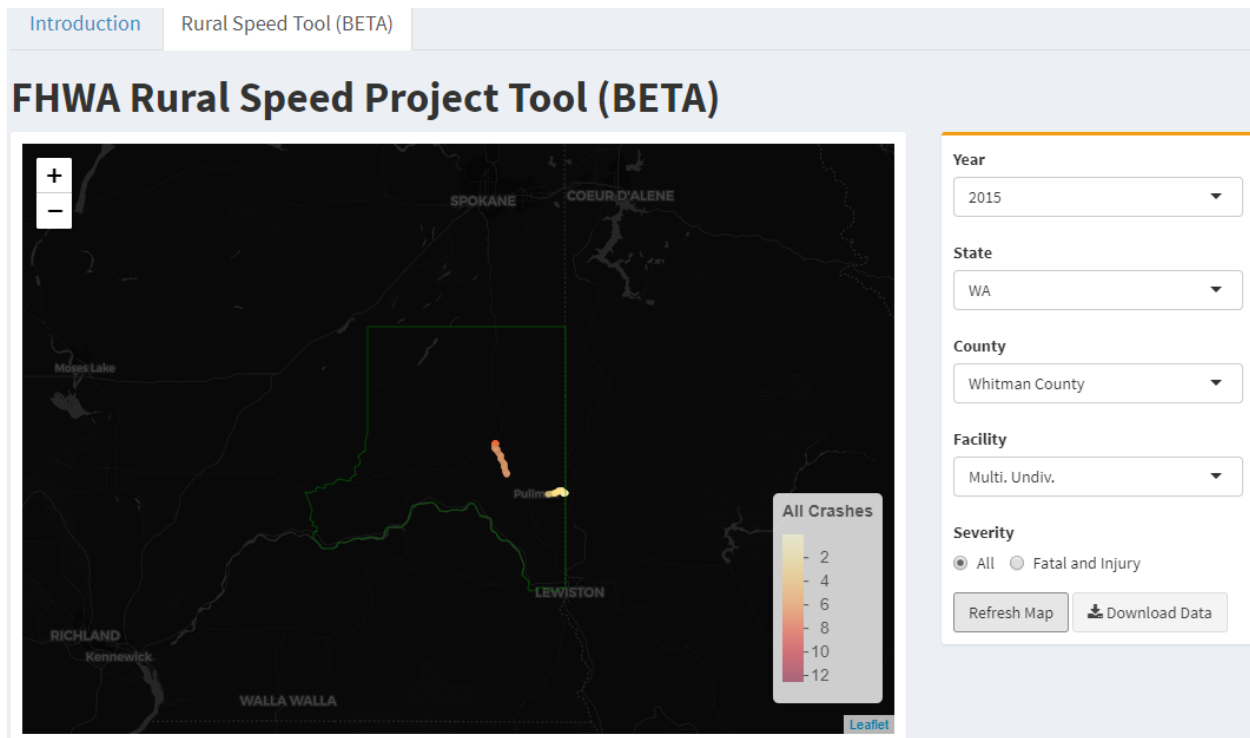 Introduction
Rural Speed Tool (BETA)
FHWA Rural Speed Project Tool (BETA)
+
−
SPOKANE
COEUR D'ALENE
Moses Lake
Pullm
LEWISTON
RICHLAND
Kennewick
WALLA WALLA
All Crashes
2
4
6
8
10
12
Leaflet
Year
2015
State
WA
County
Whitman County
Facility
Multi. Undiv.
Severity
All Fatal and Injury
Refresh Map Download Data